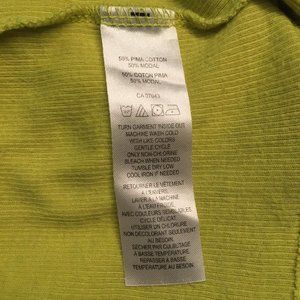 50% PIMA COTTON
50% MODAL
50% COTON PIMA
50% MODAL
CA 37643
TURN GARMENT INSIDE OUT
MACHINE WASH COLD
WITH LIKE COLORS
GENTLE CYCLE
ONLY NON-CHLORINE
BLEACH WHEN NEEDED
TUMBLE DRY LOW
COOL IRON IF NEEDED
RETOURNER LE VÊTEMENT
À L'ENVERS
LAVER À LA MACHINE
À L'EAU FROIDE
AVEC COULEURS SEMBLABLES
CYCLE DÉLICAT
UTILISER UN CHLORURE
NON DECOLORANT SEULEMENT
AU BESOIN
SÉCHER PAR CULBUTAGE
À BASSE TEMPÉRATURE
REPASSER À BASSE
TEMPÉRATURE AU BESOIN